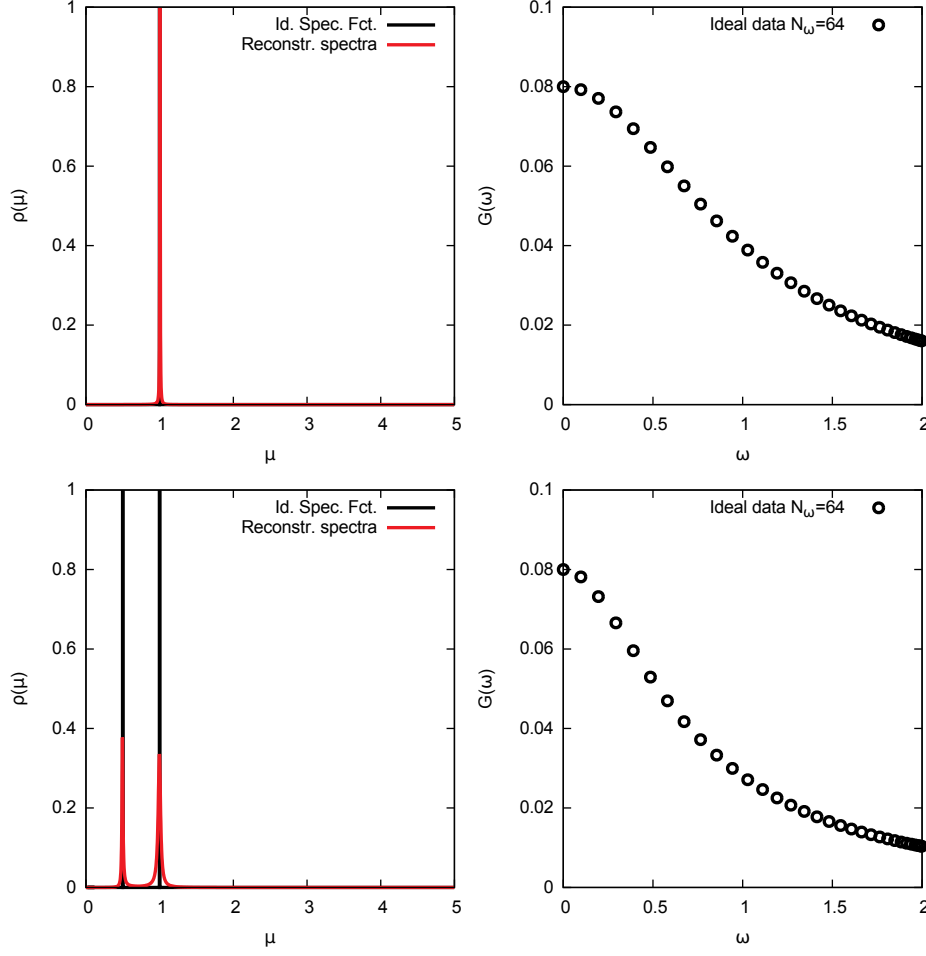 Id. Spec. Fct.
Reconstr. spectra
ρ(μ)
1
0.8
0.6
0.4
0.2
0
0 1 2 3 4 5
μ
Ideal data Nω=64
G(ω)
0.1
0.08
0.06
0.04
0.02
0
0 0.5 1 1.5 2
ω
Id. Spec. Fct.
Reconstr. spectra
ρ(μ)
1
0.8
0.6
0.4
0.2
0
0 1 2 3 4 5
μ
Ideal data Nω=64
G(ω)
0.1
0.08
0.06
0.04
0.02
0
0 0.5 1 1.5 2
ω